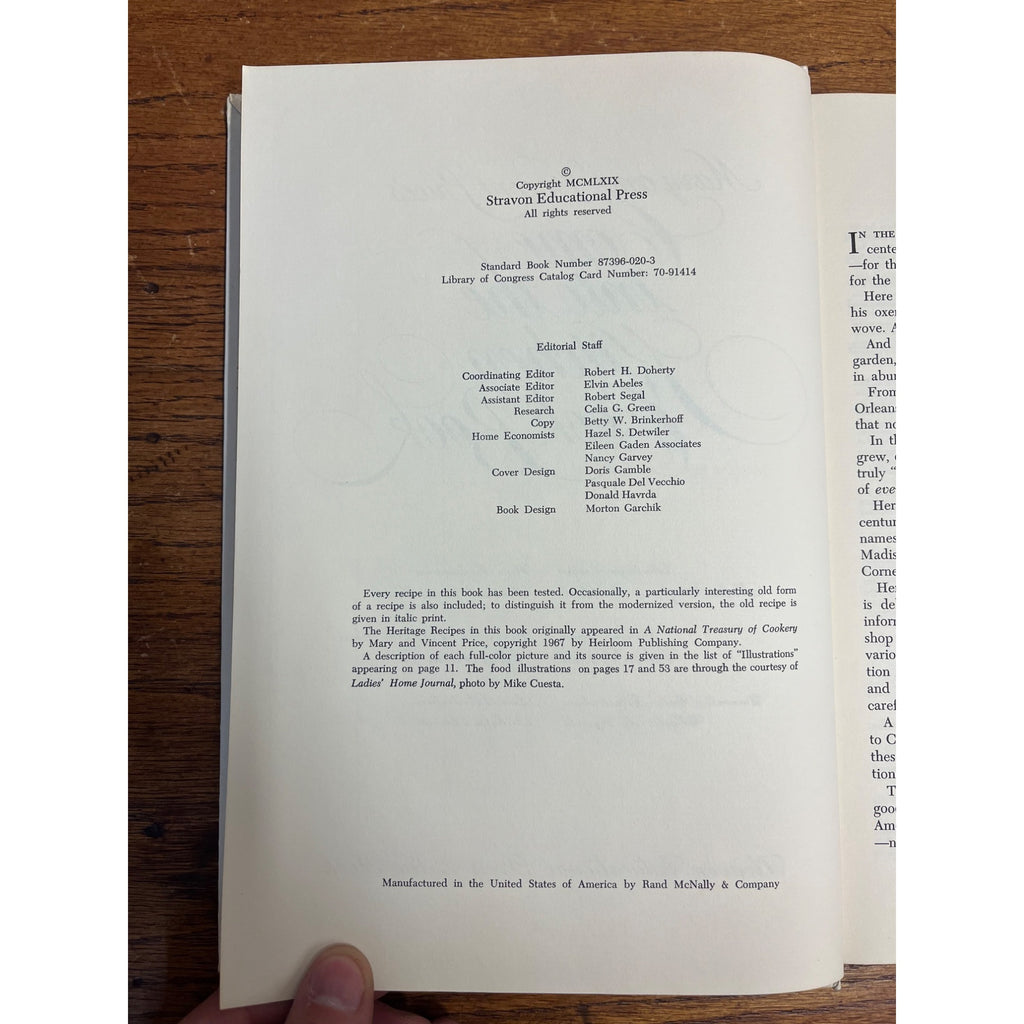 ©
Copyright MCMLXIX
Stravon Educational Press
All rights reserved
Standard Book Number 87396-020-3
Library of Congress Catalog Card Number: 70-91414
Editorial Staff
Coordinating Editor Robert H. Doherty
Associate Editor Elvin Abeles
Assistant Editor Robert Segal
Research Celia G. Green
Copy Betty W. Brinkerhoff
Home Economists Hazel S. Detwiler
Eileen Gaden Associates
Nancy Garvey
Cover Design Doris Gamble
Pasquale Del Vecchio
Donald Havrda
Book Design Morton Garchik
Every recipe in this book has been tested. Occasionally, a particularly interesting old form
of a recipe is also included; to distinguish it from the modernized version, the old recipe is
given in italic print.
The Heritage Recipes in this book originally appeared in A National Treasury of Cookery
by Mary and Vincent Price, copyright 1967 by Heirloom Publishing Company.
A description of each full-color picture and its source is given in the list of "Illustrations"
appearing on page 11. The food illustrations on pages 17 and 53 are through the courtesy of
Ladies' Home Journal, photo by Mike Cuesta.
Manufactured in the United States of America by Rand McNally & Company
IN THE
cente
—for th
for the
Here
his oxe
wove. A
And
garden,
in abun
From
Orleans
that no
In th
grew,
truly "
of eve
Her
centur
names
Madis
Corne
He
is de
inform
shop
vario
tion
and
caref
A
to C
thes
tion
T
goo
Am
—n